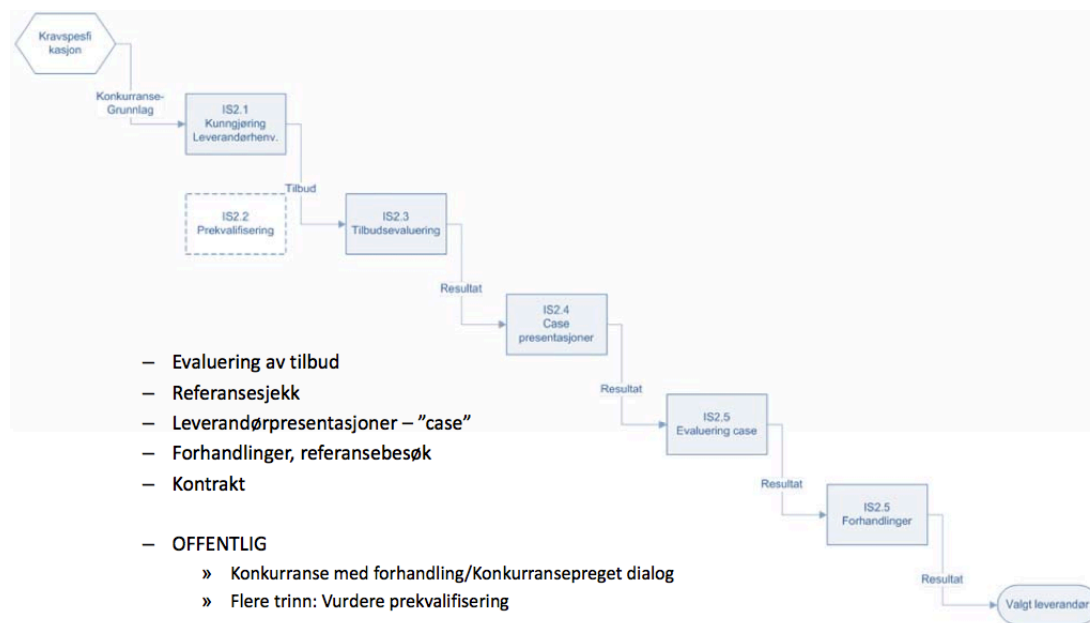 Kravspesfi
kasjon
Konkurranse-
Grunnlag
IS2.1
Kunngjøring
Leverandørhenv.
Tilbud
IS2.2
Prekvalifisering
IS2.3
Tilbudsevaluering
Resultat
IS2.4
Case
presentasjoner
Resultat
IS2.5
Evaluering case
Resultat
IS2.5
Forhandlinger
Resultat
Valgt leverandør
– Evaluering av tilbud
– Referansesjekk
– Leverandørpresentasjoner – ”case”
– Forhandlinger, referansebesøk
– Kontrakt
– OFFENTLIG
» Konkurranse med forhandling/Konkurransepreget dialog
» Flere trinn: Vurdere prekvalifisering